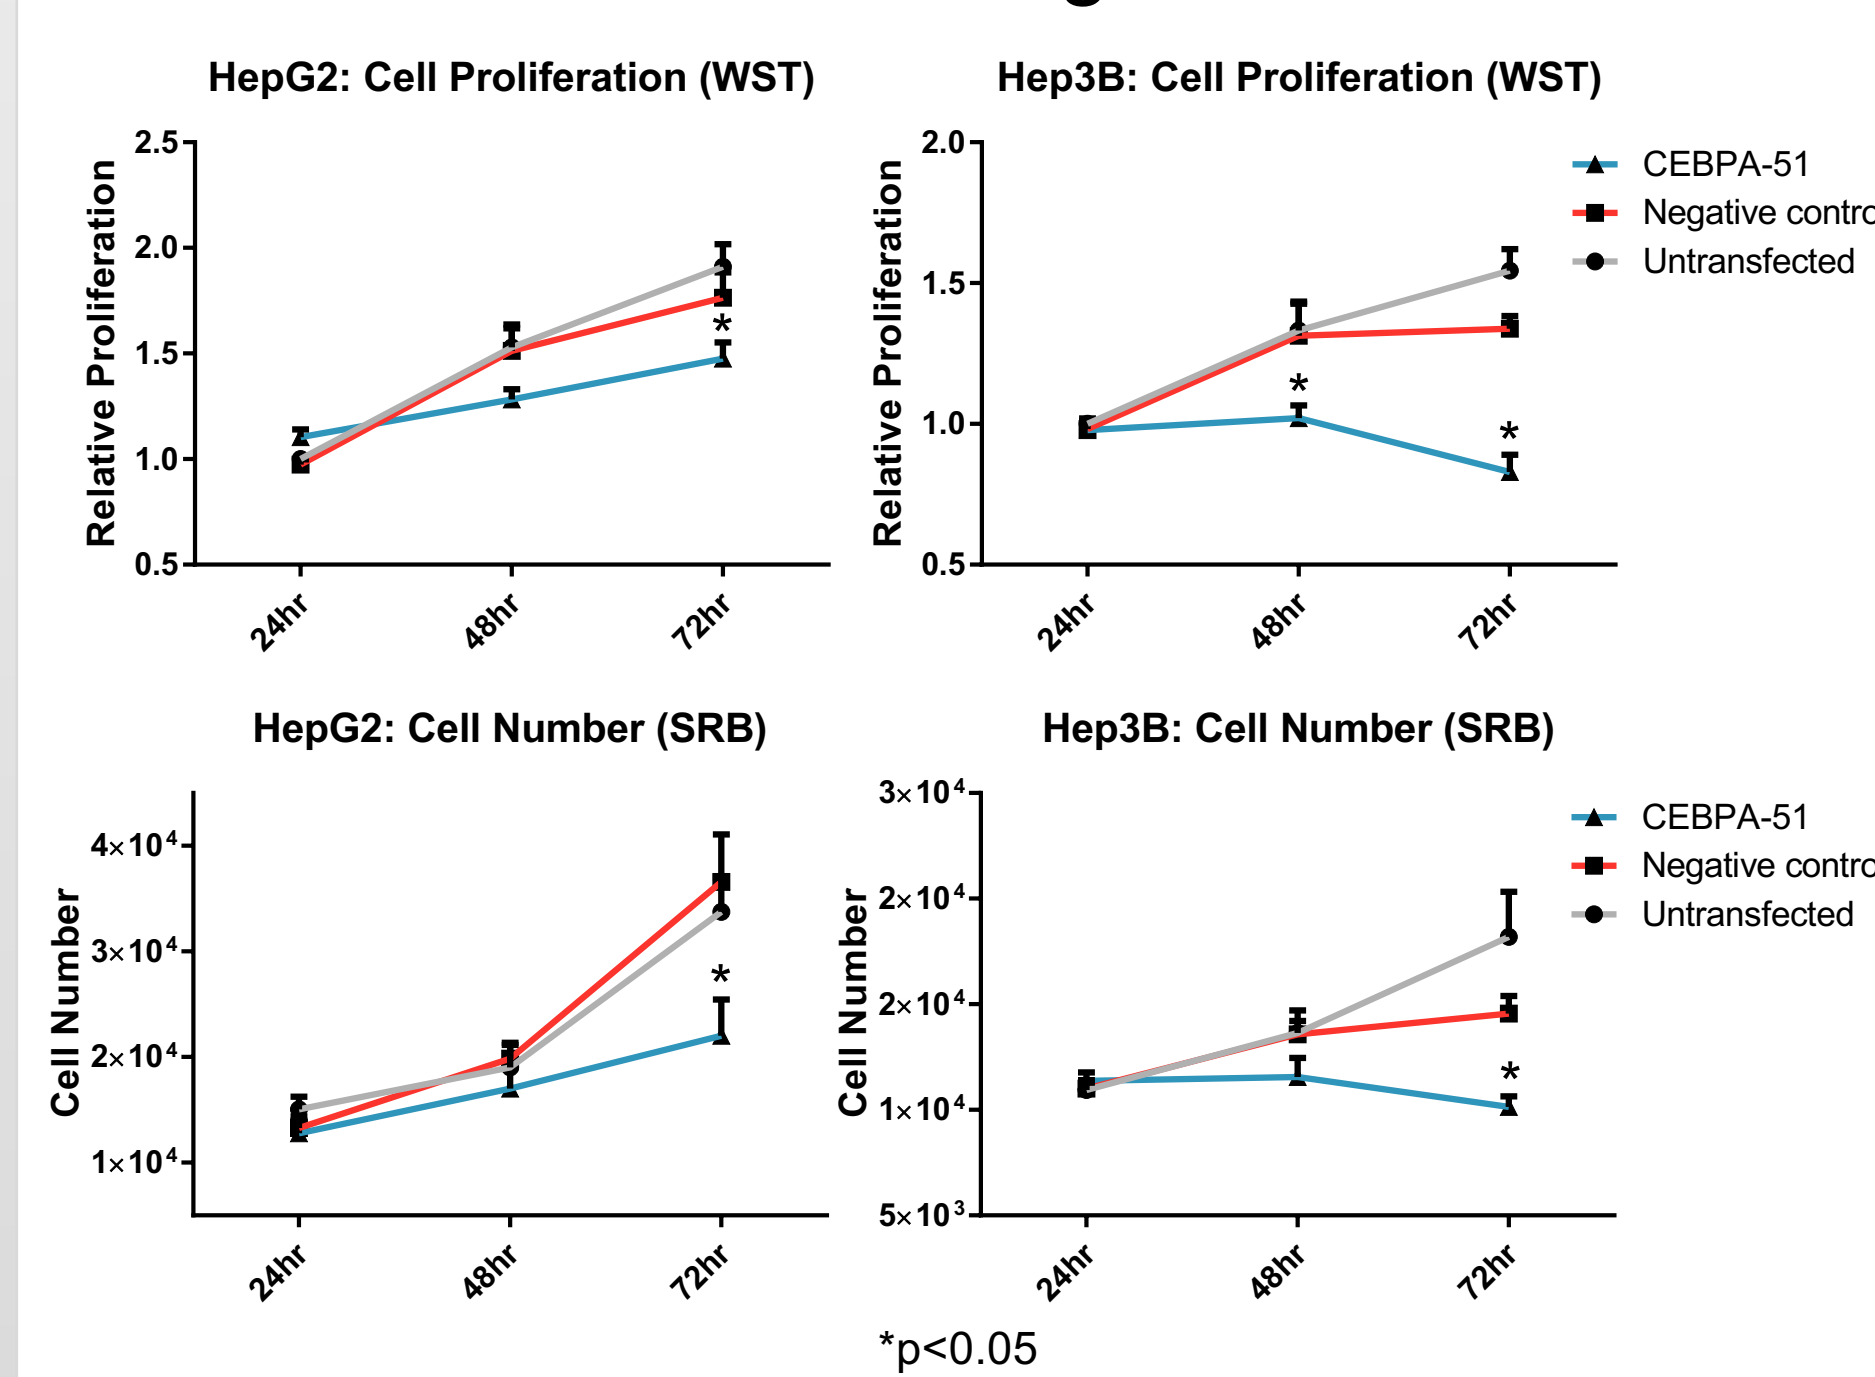 HepG2: Cell Proliferation (WST)
2.5
2.0
1.5
1.0
0.5
Relative Proliferation
24hr
48hr
72hr
*
Hep3B: Cell Proliferation (WST)
2.0
1.5
1.0
0.5
Relative Proliferation
24hr
48hr
72hr
*
*
CEBPA-51
Negative contro
Untransfected
HepG2: Cell Number (SRB)
4×10⁴
3×10⁴
2×10⁴
1×10⁴
Cell Number
24hr
48hr
72hr
*
Hep3B: Cell Number (SRB)
3×10⁴
2×10⁴
2×10⁴
1×10⁴
5×10³
Cell Number
24hr
48hr
72hr
*
CEBPA-51
Negative contro
Untransfected
*p<0.05